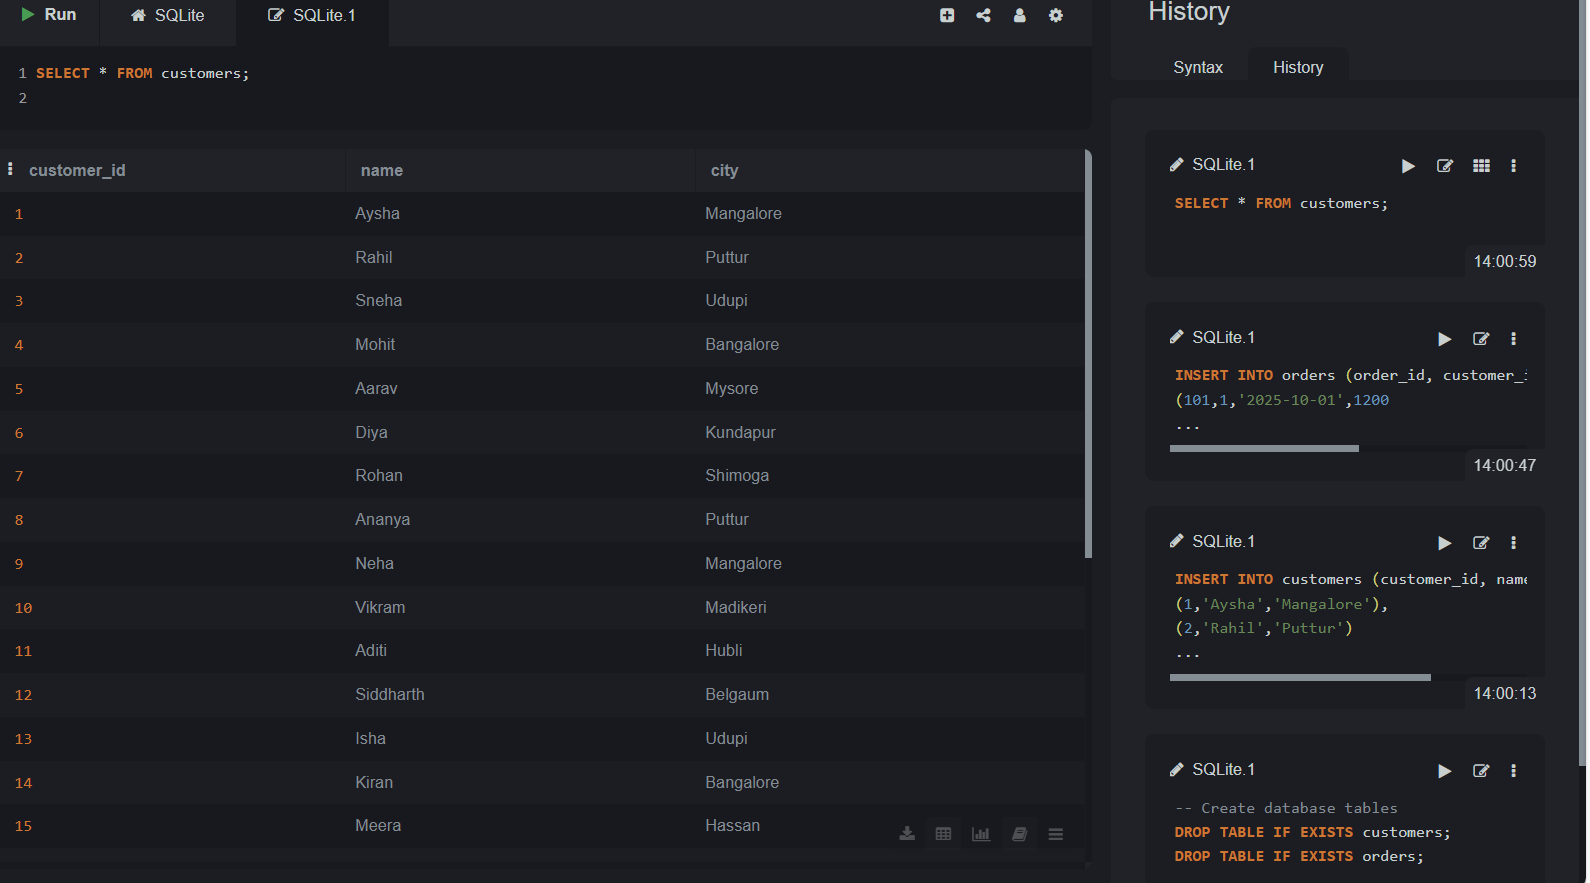 Run
SQLite
SQLite.1
1 SELECT * FROM customers;
2
customer_id name city
1 Aysha Mangalore
2 Rahil Puttur
3 Sneha Udupi
4 Mohit Bangalore
5 Aarav Mysore
6 Diya Kundapur
7 Rohan Shimoga
8 Ananya Puttur
9 Neha Mangalore
10 Vikram Madikeri
11 Aditi Hubli
12 Siddharth Belgaum
13 Isha Udupi
14 Kiran Bangalore
15 Meera Hassan
History
Syntax History
SQLite.1
SELECT * FROM customers;
14:00:59
SQLite.1
INSERT INTO orders (order_id, customer_i
(101,1,'2025-10-01',1200
...
14:00:47
SQLite.1
INSERT INTO customers (customer_id, name
(1,'Aysha','Mangalore'),
(2,'Rahil','Puttur')
...
14:00:13
SQLite.1
-- Create database tables
DROP TABLE IF EXISTS customers;
DROP TABLE IF EXISTS orders;